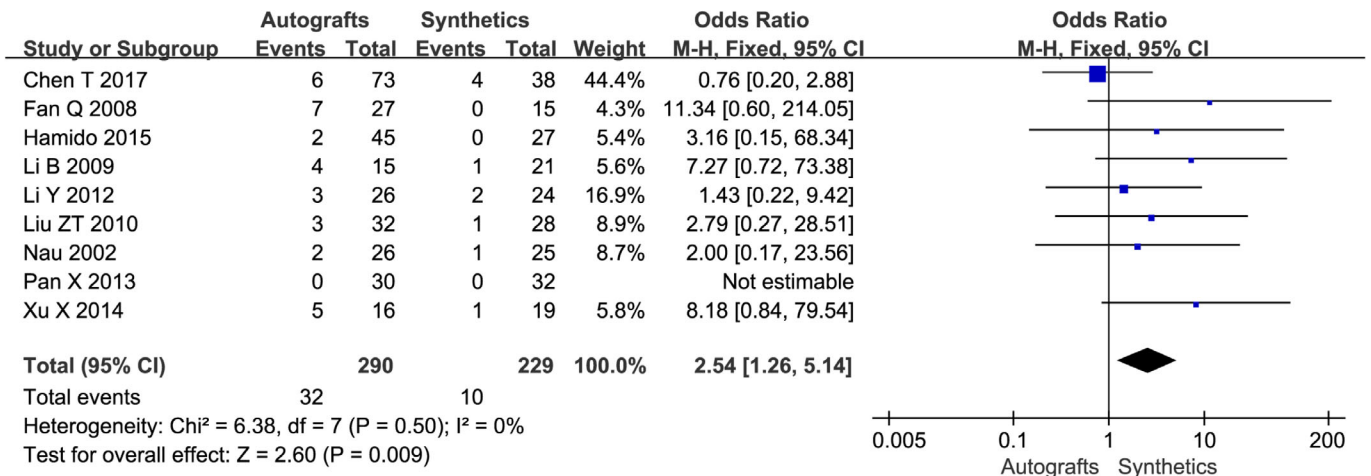 Autografts Synthetics Odds Ratio Odds Ratio
Study or Subgroup Events Total Events Total Weight M-H, Fixed, 95% CI M-H, Fixed, 95% CI
Chen T 2017 6 73 4 38 44.4% 0.76 [0.20, 2.88]
Fan Q 2008 7 27 0 15 4.3% 11.34 [0.60, 214.05]
Hamido 2015 2 45 0 27 5.4% 3.16 [0.15, 68.34]
Li B 2009 4 15 1 21 5.6% 7.27 [0.72, 73.38]
Li Y 2012 3 26 2 24 16.9% 1.43 [0.22, 9.42]
Liu ZT 2010 3 32 1 28 8.9% 2.79 [0.27, 28.51]
Nau 2002 2 26 1 25 8.7% 2.00 [0.17, 23.56]
Pan X 2013 0 30 0 32 Not estimable
Xu X 2014 5 16 1 19 5.8% 8.18 [0.84, 79.54]
Total (95% CI) 290 229 100.0% 2.54 [1.26, 5.14]
Total events 32 10
Heterogeneity: Chi² = 6.38, df = 7 (P = 0.50); I² = 0%
Test for overall effect: Z = 2.60 (P = 0.009)
0.005 0.1 1 10 200
Autografts Synthetics